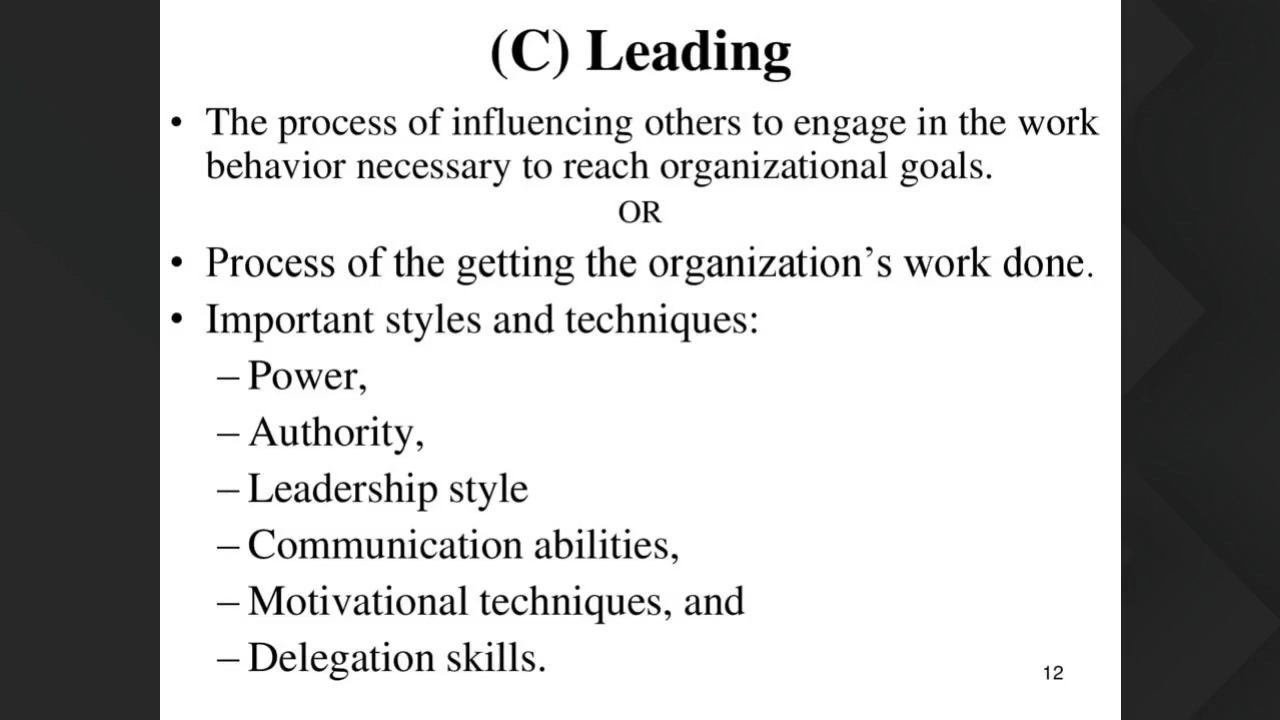 (C) Leading
• The process of influencing others to engage in the work
behavior necessary to reach organizational goals.
OR
• Process of the getting the organization’s work done.
• Important styles and techniques:
– Power,
– Authority,
– Leadership style
– Communication abilities,
– Motivational techniques, and
– Delegation skills.
12